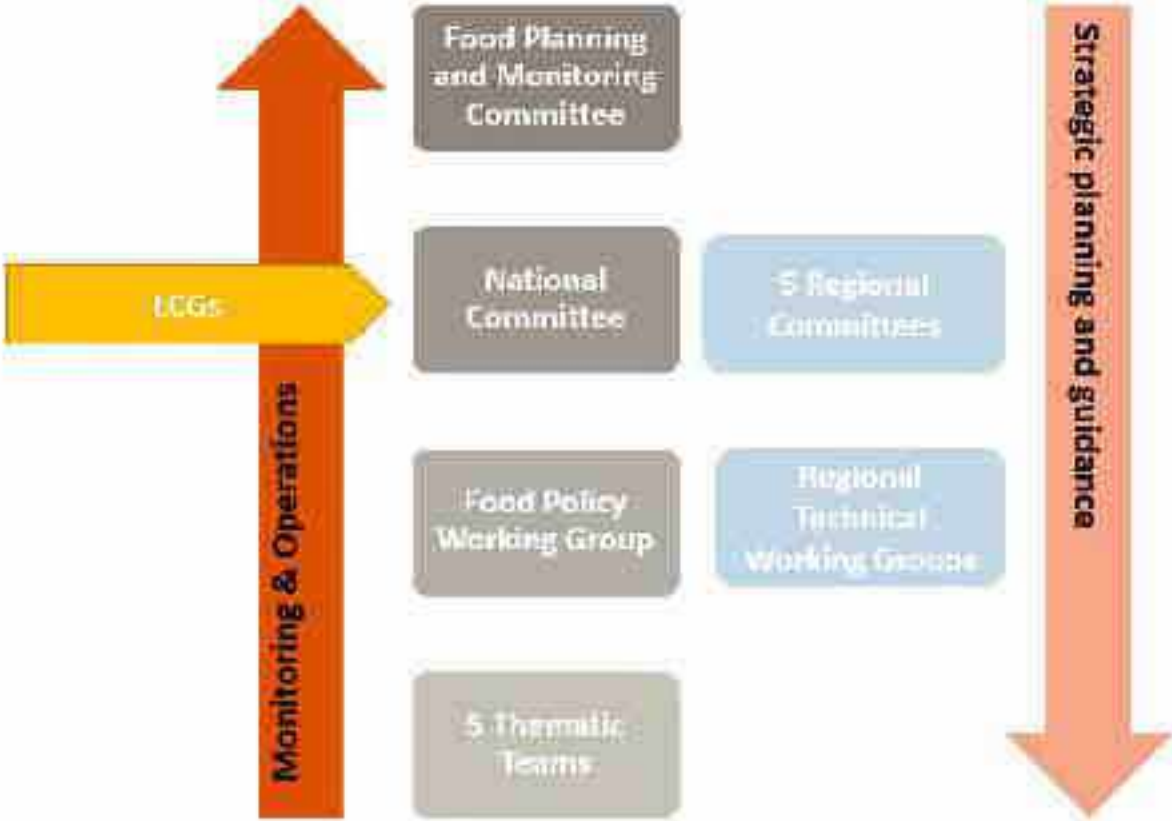 Food Planning
and Monitoring
Committee
Strategic planning and guidance
LCGs
National
Committee
5 Regional
Committees
Monitoring & Operations
Food Policy
Working Group
Regional
Technical
Working Groups
5 Thematic
Teams